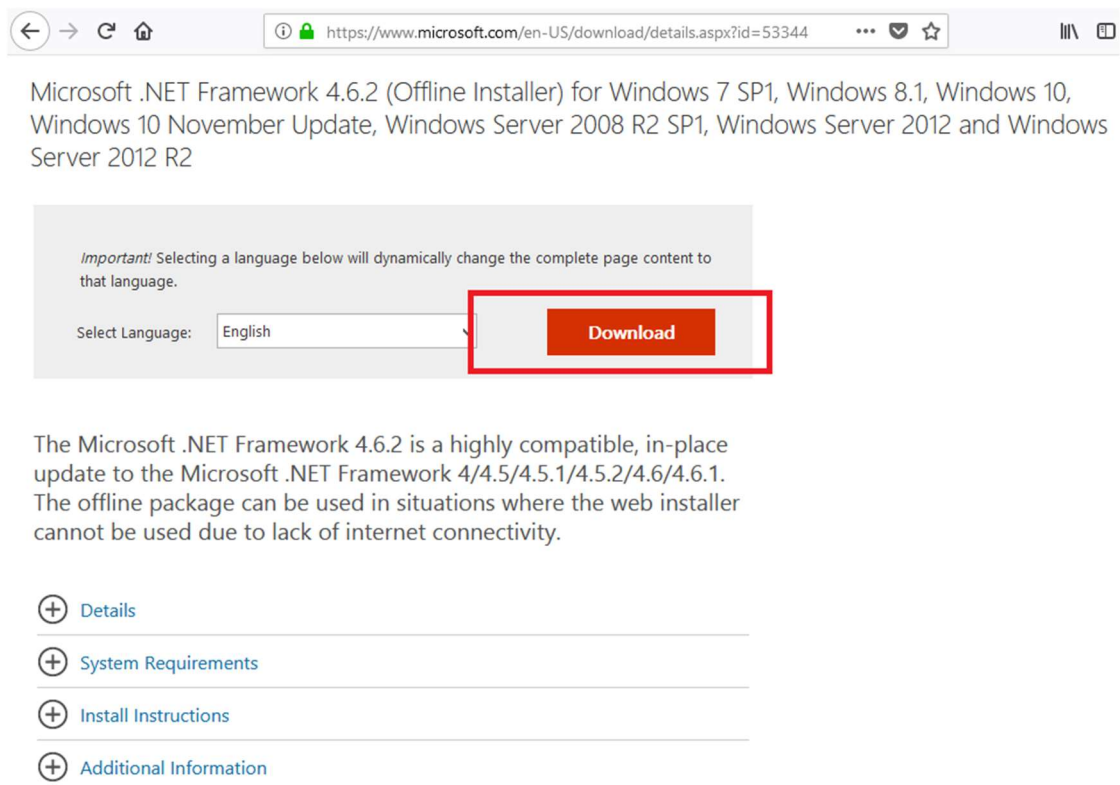 https://www.microsoft.com/en-US/download/details.aspx?id=53344
Microsoft .NET Framework 4.6.2 (Offline Installer) for Windows 7 SP1, Windows 8.1, Windows 10,
Windows 10 November Update, Windows Server 2008 R2 SP1, Windows Server 2012 and Windows
Server 2012 R2
Important! Selecting a language below will dynamically change the complete page content to
that language.
Select Language: English Download
The Microsoft .NET Framework 4.6.2 is a highly compatible, in-place
update to the Microsoft .NET Framework 4/4.5/4.5.1/4.5.2/4.6/4.6.1.
The offline package can be used in situations where the web installer
cannot be used due to lack of internet connectivity.
Details
System Requirements
Install Instructions
Additional Information